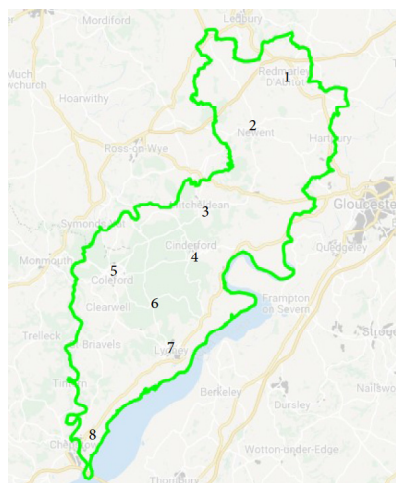 Mordiford
Ledbury
Much
Hoarwithy
Redmarley
D'Abitot
1
2
Newent
Hartpury
Ross-on-Wye
3
Mitcheldean
Gloucester
Symonds Yat
Cinderford
4
Quedgeley
Monmouth
5
Coleford
6
Clearwell
Frampton
on Severn
Trelleck
St Briavels
7
Lydney
Tintern
Berkeley
Dursley
8
Wotton-under-Edge
Thornbury